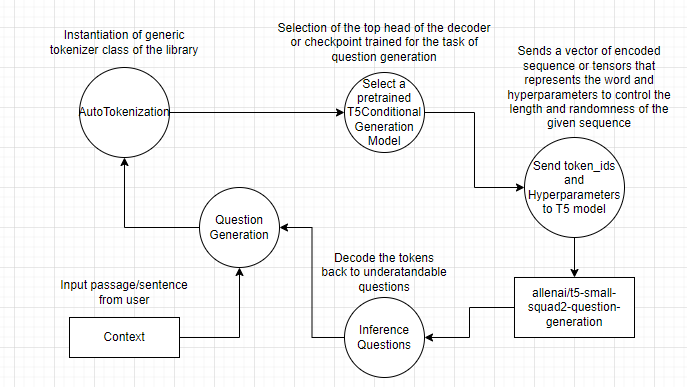 Instantiation of generic
tokenizer class of the library
AutoTokenization
Selection of the top head of the decoder
or checkpoint trained for the task of
question generation
Select a
pretrained
T5Conditional
Generation
Model
Sends a vector of encoded
sequence or tensors that
represents the word and
hyperparameters to control the
length and randomness of the
given sequence
Send token_ids
and
Hyperparameters
to T5 model
allenai/t5-small-
squad2-question-
generation
Decode the tokens
back to underatandable
questions
Inference
Questions
Question
Generation
Input passage/sentence
from user
Context